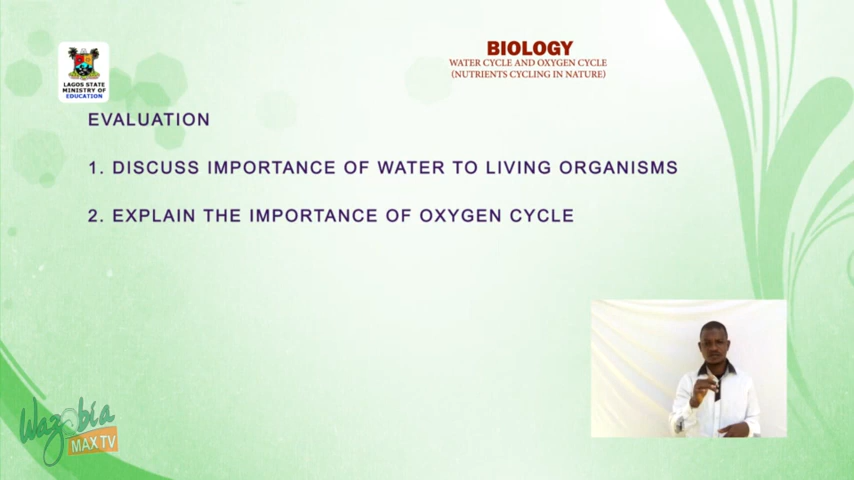 BIOLOGY
WATER CYCLE AND OXYGEN CYCLE
(NUTRIENTS CYCLING IN NATURE)
LAGOS STATE
MINISTRY OF
EDUCATION
EVALUATION
1. DISCUSS IMPORTANCE OF WATER TO LIVING ORGANISMS
2. EXPLAIN THE IMPORTANCE OF OXYGEN CYCLE
Wazobia
MAX TV